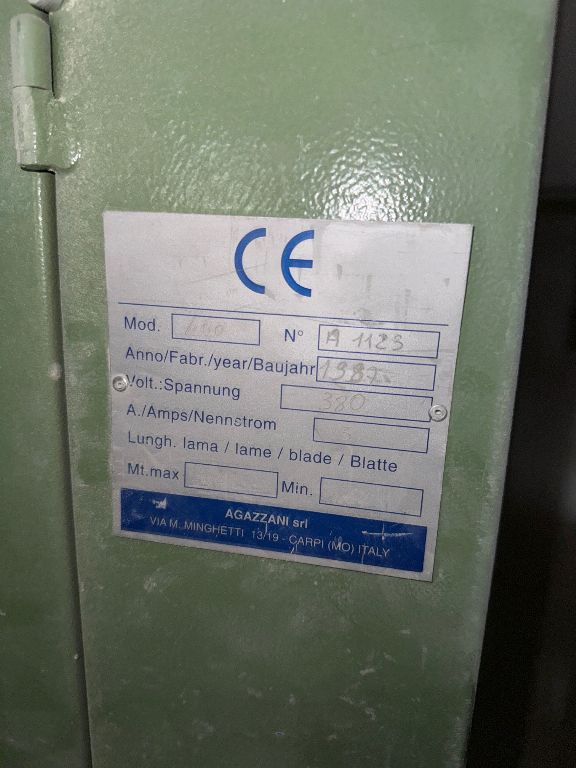 CE
Mod. N° A 1123
Anno/Fabr./year/Baujahr 1987
Volt.:Spannung 380
A./Amps/Nennstrom
Lungh. lama / lame / blade / Blatte
Mt.max Min.
AGAZZANI srl
VIA M. MINGHETTI 13/19 - CARPI (MO) ITALY